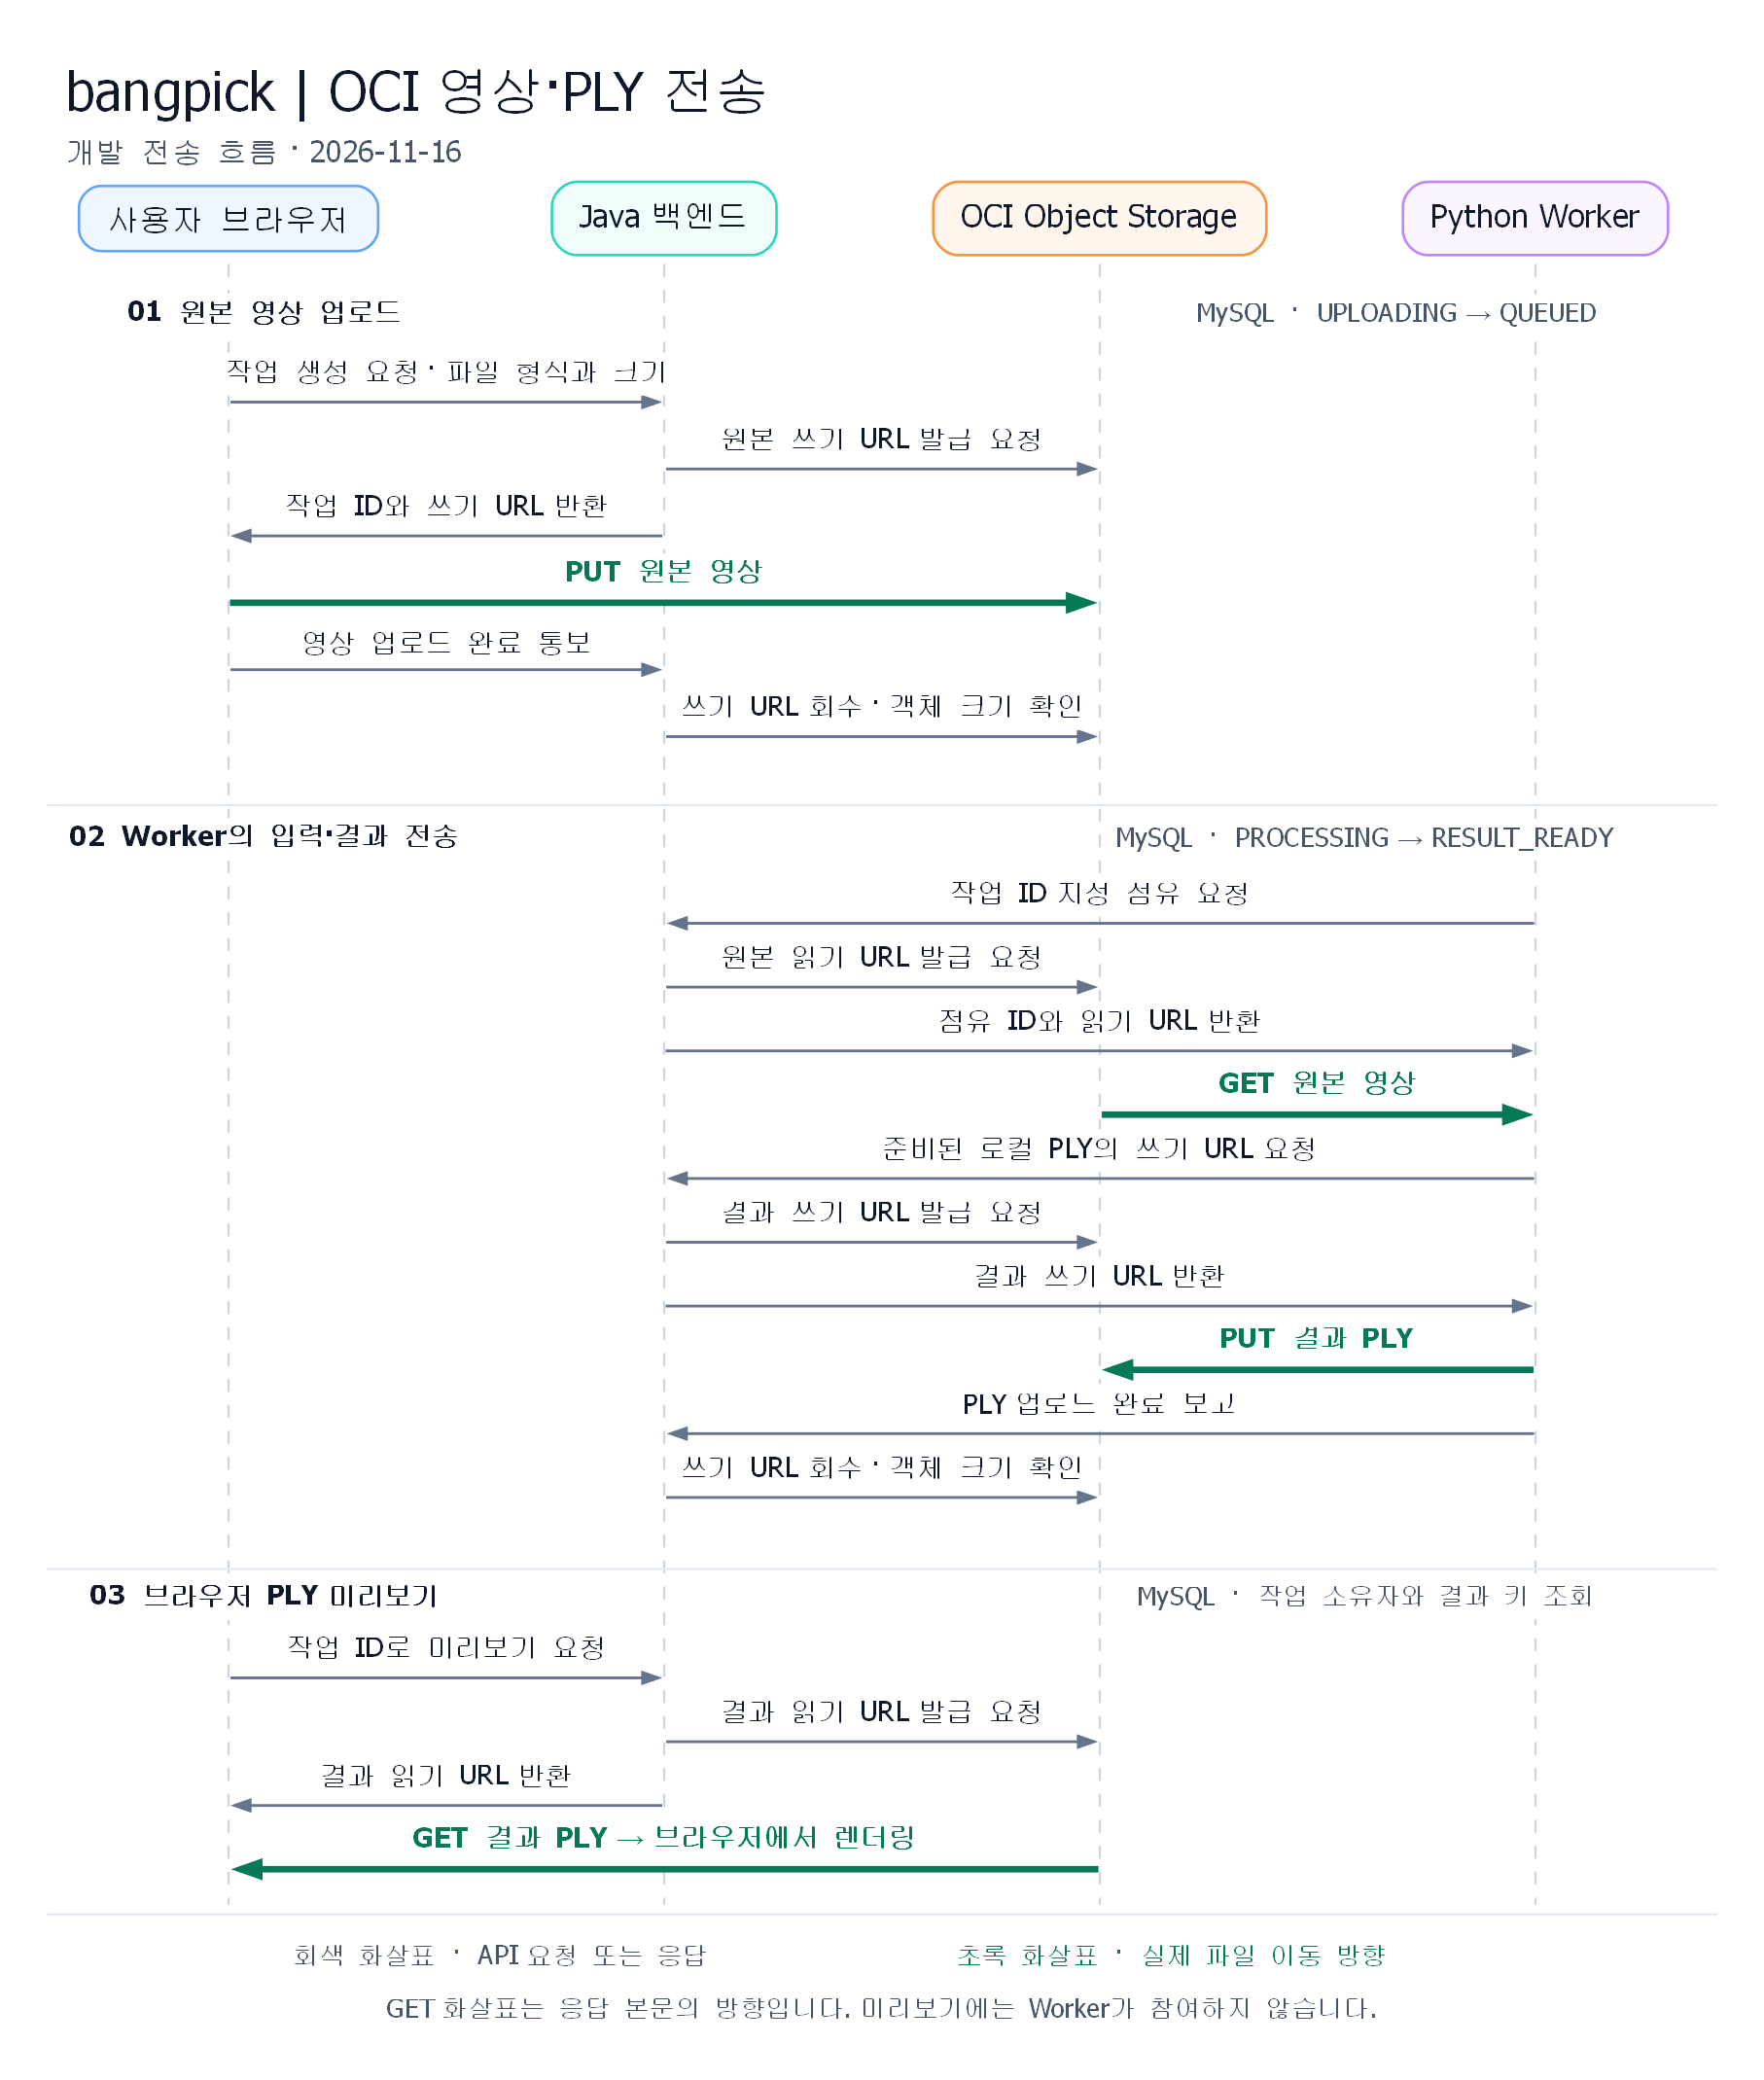 bangpick | OCI 영상·PLY 전송
개발 전송 흐름 · 2026-11-16
사용자 브라우저
Java 백엔드
OCI Object Storage
Python Worker
01 원본 영상 업로드
MySQL · UPLOADING → QUEUED
작업 생성 요청 · 파일 형식과 크기
원본 쓰기 URL 발급 요청
작업 ID와 쓰기 URL 반환
PUT 원본 영상
영상 업로드 완료 통보
쓰기 URL 회수 · 객체 크기 확인
02 Worker의 입력·결과 전송
MySQL · PROCESSING → RESULT_READY
작업 ID 지정 점유 요청
원본 읽기 URL 발급 요청
점유 ID와 읽기 URL 반환
GET 원본 영상
준비된 로컬 PLY의 쓰기 URL 요청
결과 쓰기 URL 발급 요청
결과 쓰기 URL 반환
PUT 결과 PLY
PLY 업로드 완료 보고
쓰기 URL 회수 · 객체 크기 확인
03 브라우저 PLY 미리보기
MySQL · 작업 소유자와 결과 키 조회
작업 ID로 미리보기 요청
결과 읽기 URL 발급 요청
결과 읽기 URL 반환
GET 결과 PLY → 브라우저에서 렌더링
회색 화살표 · API 요청 또는 응답
초록 화살표 · 실제 파일 이동 방향
GET 화살표는 응답 본문의 방향입니다. 미리보기에는 Worker가 참여하지 않습니다.